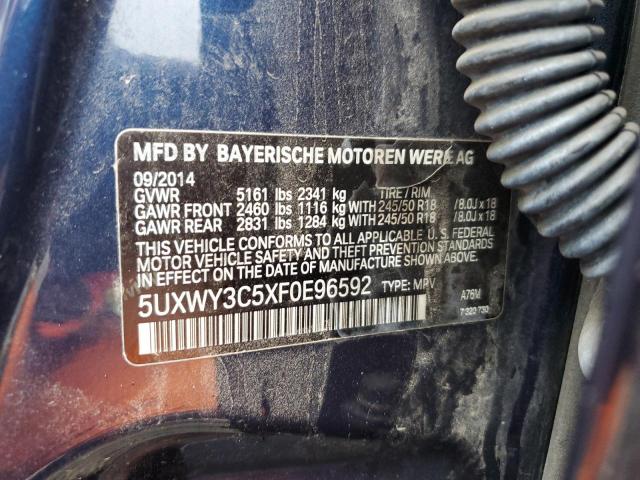 MFD BY BAYERISCHE MOTOREN WERKE AG
09/2014
GVWR 5161 lbs 2341 kg TIRE / RIM
GAWR FRONT 2460 lbs 1116 kg WITH 245/50 R18 / 8.0J x 18
GAWR REAR 2831 lbs 1284 kg WITH 245/50 R18 / 8.0J x 18
THIS VEHICLE CONFORMS TO ALL APPLICABLE U.S. FEDERAL
MOTOR VEHICLE SAFETY AND THEFT PREVENTION STANDARDS
IN EFFECT ON THE DATE OF MANUFACTURE SHOWN ABOVE.
5UXWY3C5XF0E96592 TYPE: MPV
A76M
7 320 730